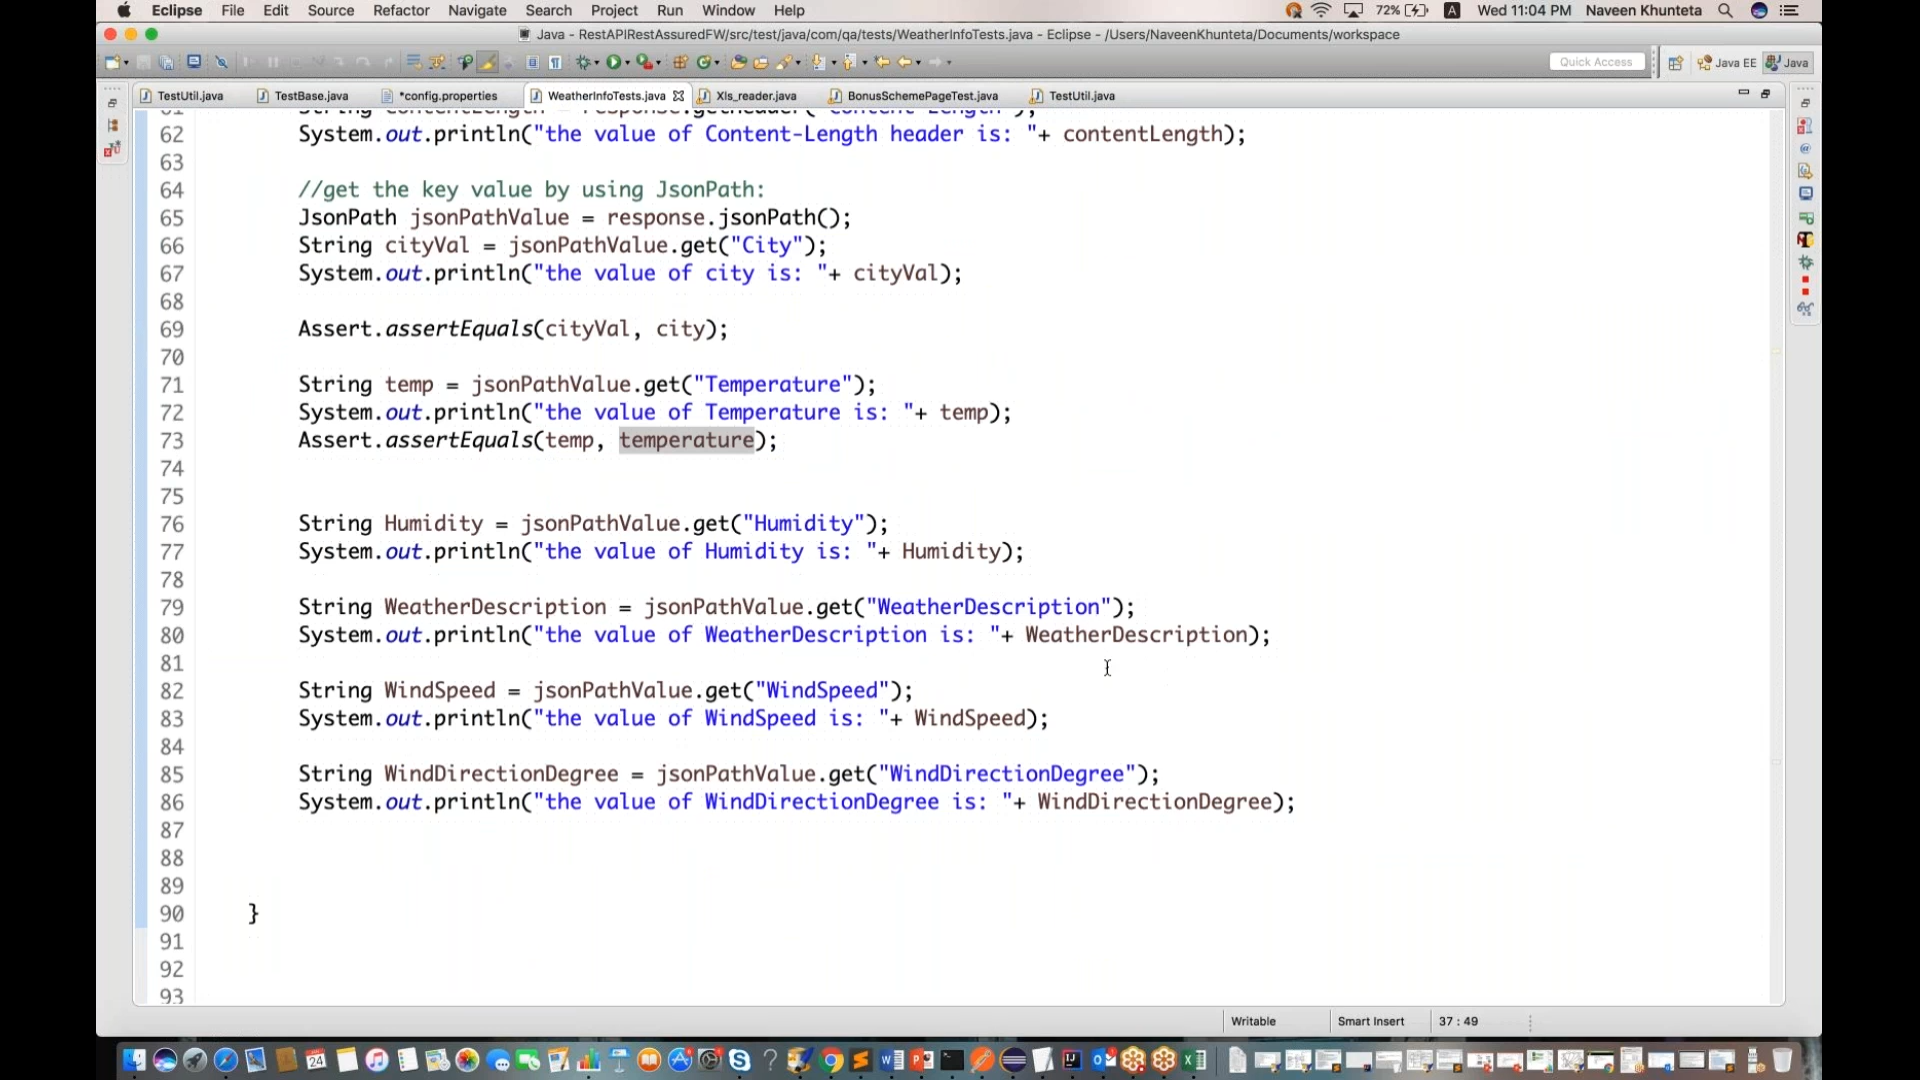 Eclipse File Edit Source Refactor Navigate Search Project Run Window Help 72% A Wed 11:04 PM Naveen Khunteta
Java - RestAPIRestAssuredFW/src/test/java/com/qa/tests/WeatherInfoTests.java - Eclipse - /Users/NaveenKhunteta/Documents/workspace
Quick Access Java EE Java
TestUtil.java TestBase.java *config.properties WeatherInfoTests.java Xls_reader.java BonusSchemePageTest.java TestUtil.java
61 String contentLength = response.getHeader("Content-Length");
62 System.out.println("the value of Content-Length header is: "+ contentLength);
63
64 //get the key value by using JsonPath:
65 JsonPath jsonPathValue = response.jsonPath();
66 String cityVal = jsonPathValue.get("City");
67 System.out.println("the value of city is: "+ cityVal);
68
69 Assert.assertEquals(cityVal, city);
70
71 String temp = jsonPathValue.get("Temperature");
72 System.out.println("the value of Temperature is: "+ temp);
73 Assert.assertEquals(temp, temperature);
74
75
76 String Humidity = jsonPathValue.get("Humidity");
77 System.out.println("the value of Humidity is: "+ Humidity);
78
79 String WeatherDescription = jsonPathValue.get("WeatherDescription");
80 System.out.println("the value of WeatherDescription is: "+ WeatherDescription);
81
82 String WindSpeed = jsonPathValue.get("WindSpeed");
83 System.out.println("the value of WindSpeed is: "+ WindSpeed);
84
85 String WindDirectionDegree = jsonPathValue.get("WindDirectionDegree");
86 System.out.println("the value of WindDirectionDegree is: "+ WindDirectionDegree);
87
88
89
90 }
91
92
93
Writable Smart Insert 37 : 49